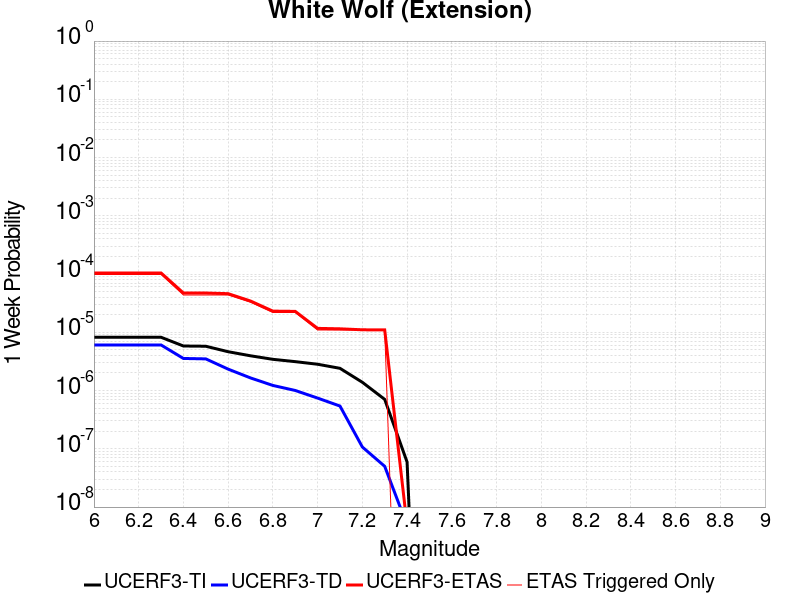 White Wolf (Extension)
1 Week Probability
10^0
10^-1
10^-2
10^-3
10^-4
10^-5
10^-6
10^-7
10^-8
6 6.2 6.4 6.6 6.8 7 7.2 7.4 7.6 7.8 8 8.2 8.4 8.6 8.8 9
Magnitude
UCERF3-TI UCERF3-TD UCERF3-ETAS ETAS Triggered Only